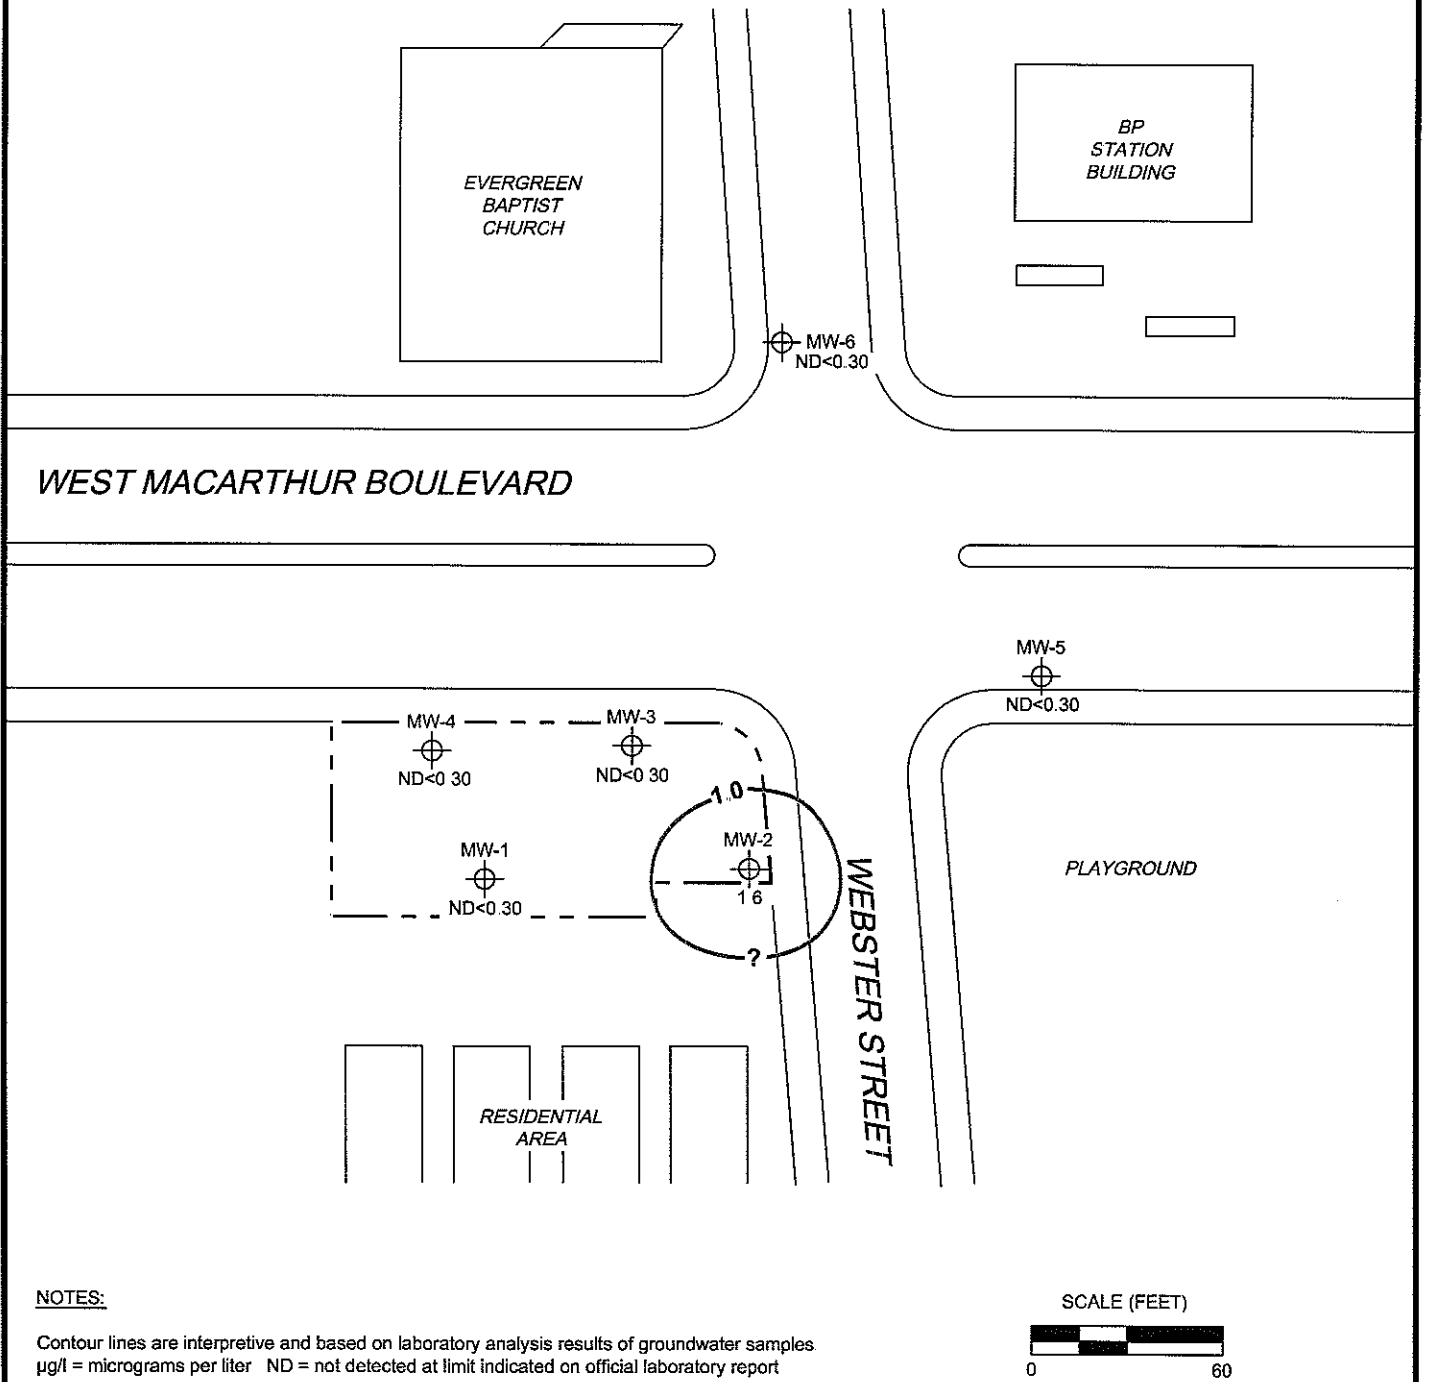 EVERGREEN
BAPTIST
CHURCH
BP
STATION
BUILDING
MW-6
ND<0.30
WEST MACARTHUR BOULEVARD
MW-5
ND<0.30
MW-4
ND<0 30
MW-3
ND<0 30
1.0
MW-2
1 6
MW-1
ND<0.30
?
WEBSTER STREET
PLAYGROUND
RESIDENTIAL
AREA
NOTES:
Contour lines are interpretive and based on laboratory analysis results of groundwater samples.
µg/l = micrograms per liter ND = not detected at limit indicated on official laboratory report
SCALE (FEET)
0 60